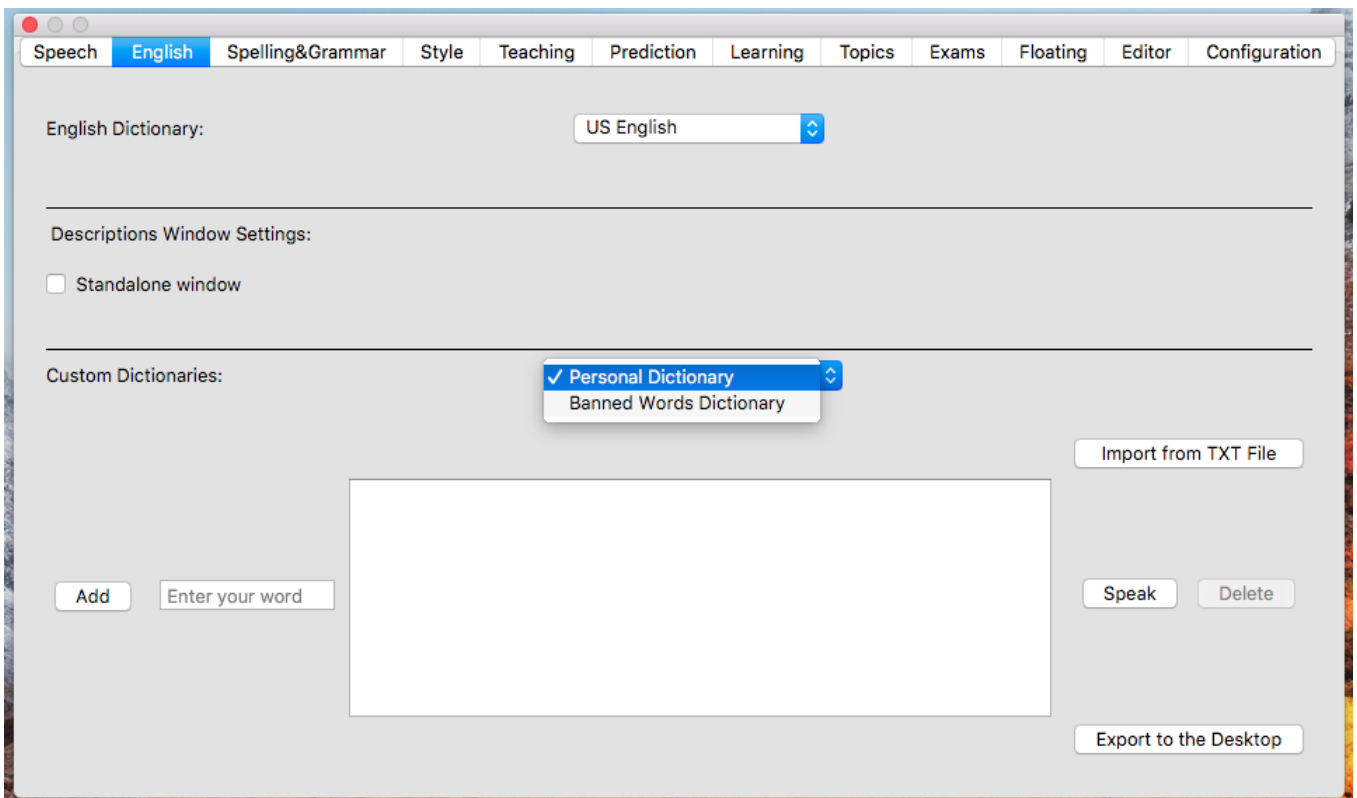 Speech English Spelling&Grammar Style Teaching Prediction Learning Topics Exams Floating Editor Configuration
English Dictionary: US English
Descriptions Window Settings:
Standalone window
Custom Dictionaries: ✓ Personal Dictionary
Banned Words Dictionary
Import from TXT File
Add Enter your word Speak Delete
Export to the Desktop